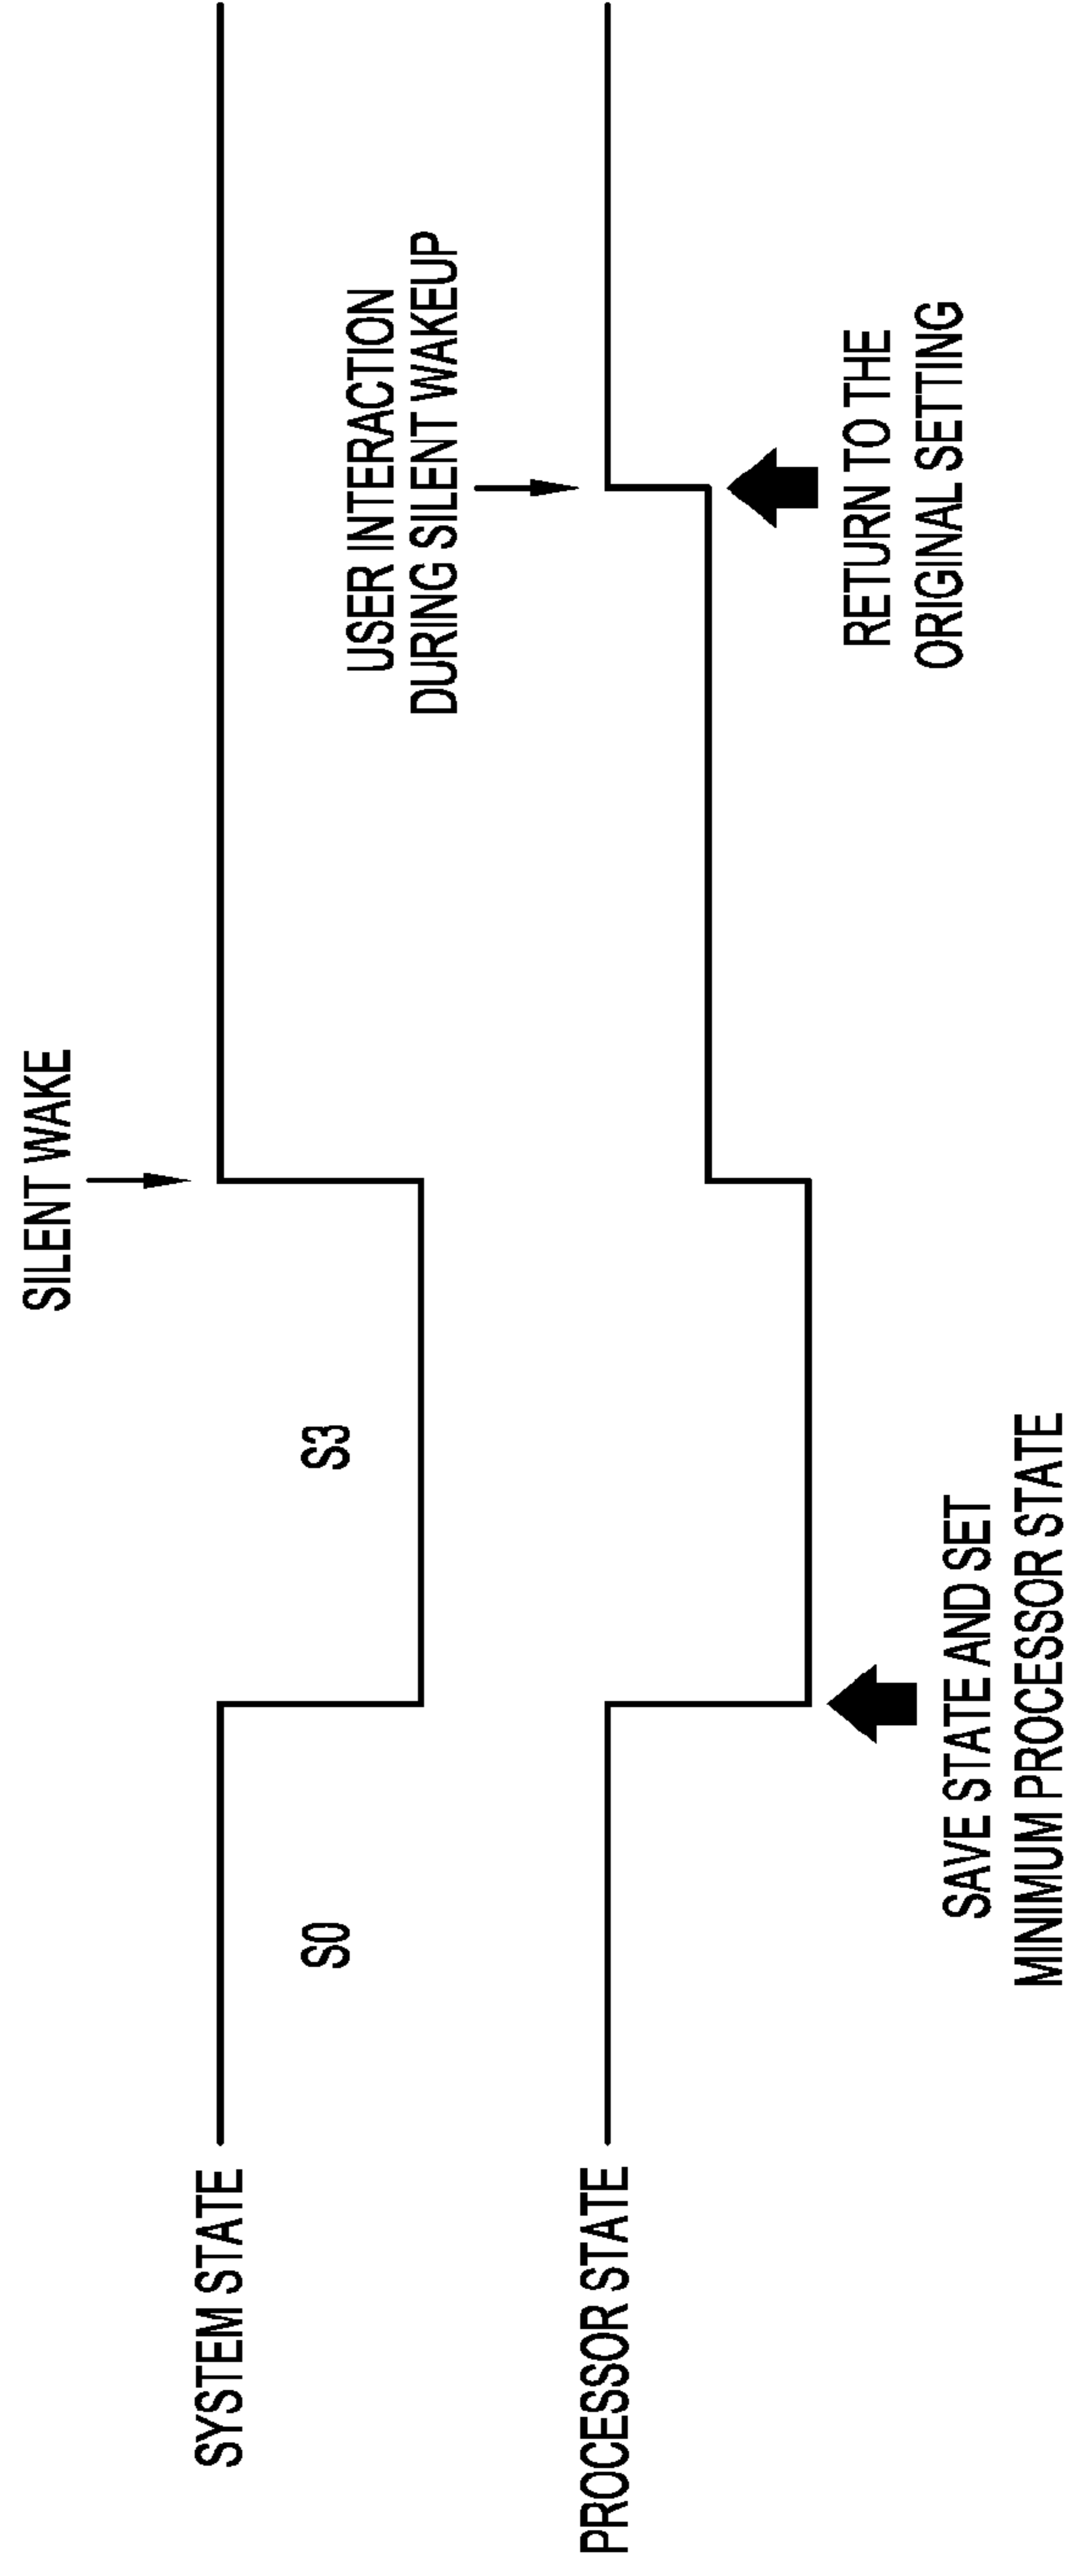 SILENT WAKE
SYSTEM STATE
S0
S3
USER INTERACTION
DURING SILENT WAKEUP
PROCESSOR STATE
RETURN TO THE
ORIGINAL SETTING
SAVE STATE AND SET
MINIMUM PROCESSOR STATE